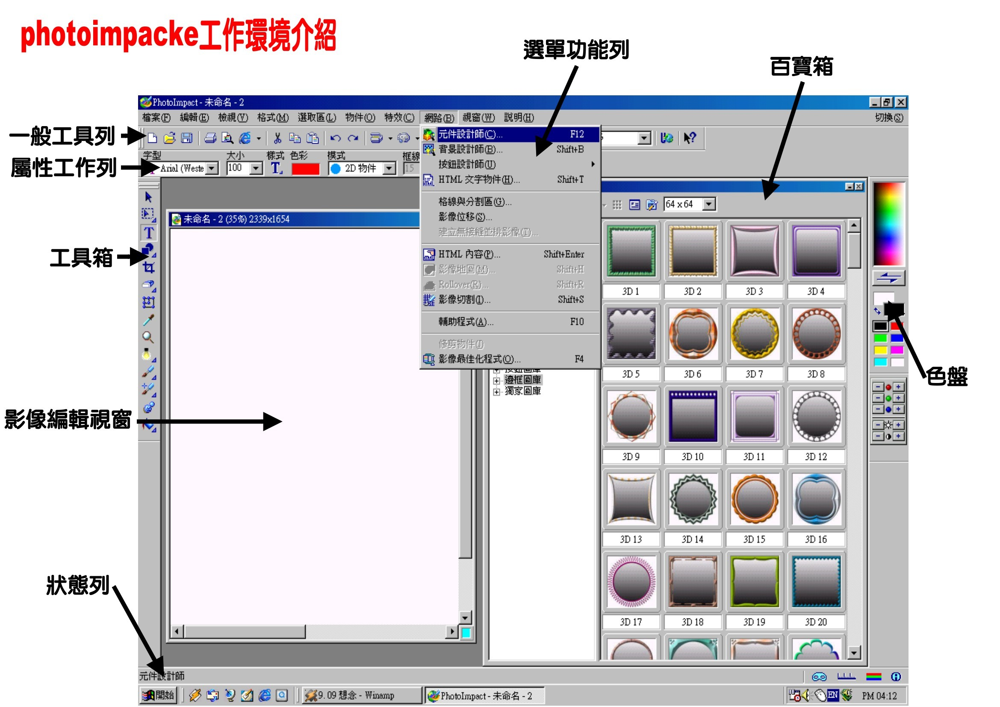 photoimpacke工作環境介紹
選單功能列
百寶箱
PhotoImpact - 未命名 - 2
檔案(F) 編輯(E) 檢視(V) 格式(M) 選取區(L) 物件(O) 特效(C) 網路(B) 視窗(W) 說明(H) 切換(S)
一般工具列
字型 大小 樣式 色彩 模式 框線
屬性工作列
Arial (Weste 100 T 2D 物件 15
元件設計師(C)... F12
背景設計師(B)... Shift+B
按鈕設計師(U)
HTML 文字物件(H)... Shift+T
格線與分割區(G)...
影像位移(S)...
建立無接縫並排影像(T)...
HTML 內容(P)... Shift+Enter
影像地圖(M)... Shift+H
Rollover(R)... Shift+R
影像切割(I)... Shift+S
輔助程式(A)... F10
修剪物件(J)
影像最佳化程式(O)... F4
64 x 64
未命名 - 2 (35%) 2339x1654
T
工具箱
3D 1 3D 2 3D 3 3D 4
3D 5 3D 6 3D 7 3D 8
色盤
按鈕圖庫
邊框圖庫
獨家圖庫
影像編輯視窗
3D 9 3D 10 3D 11 3D 12
3D 13 3D 14 3D 15 3D 16
3D 17 3D 18 3D 19 3D 20
狀態列
元件設計師
開始 9. 09 想念 - Winamp PhotoImpact - 未命名 - 2 EN PM 04:12